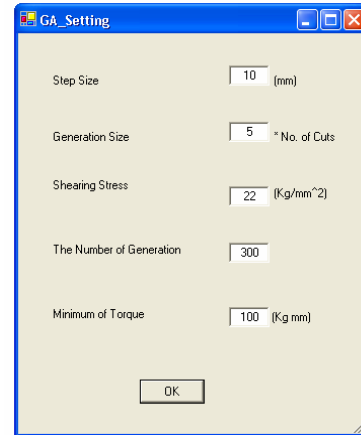 GA_Setting
Step Size 10 (mm)
Generation Size 5 * No. of Cuts
Shearing Stress 22 (Kg/mm^2)
The Number of Generation 300
Minimum of Torque 100 (Kg mm)
OK